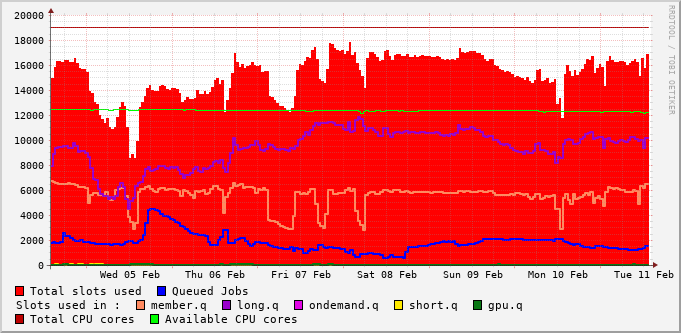 20000
18000
16000
14000
12000
10000
8000
6000
4000
2000
0
Wed 05 Feb Thu 06 Feb Fri 07 Feb Sat 08 Feb Sun 09 Feb Mon 10 Feb Tue 11 Feb
RRDTOOL / TOBI OETIKER
Total slots used Queued Jobs
Slots used in : member.q long.q ondemand.q short.q gpu.q
Total CPU cores Available CPU cores